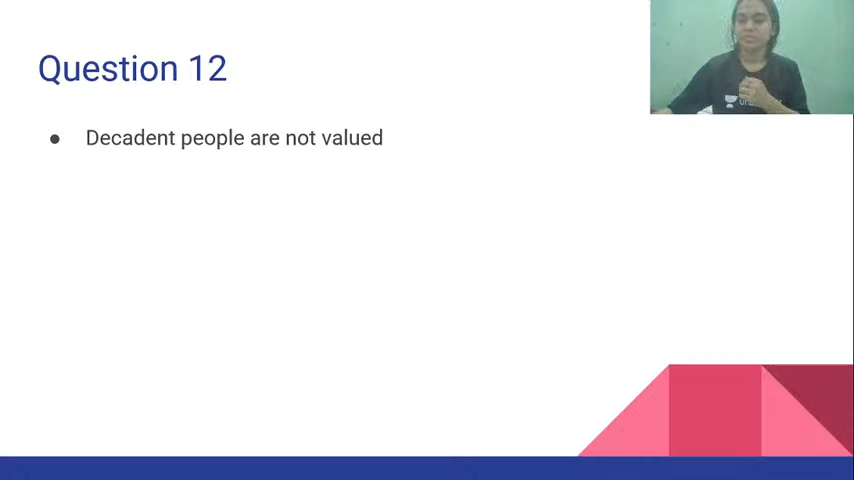 Question 12
● Decadent people are not valued